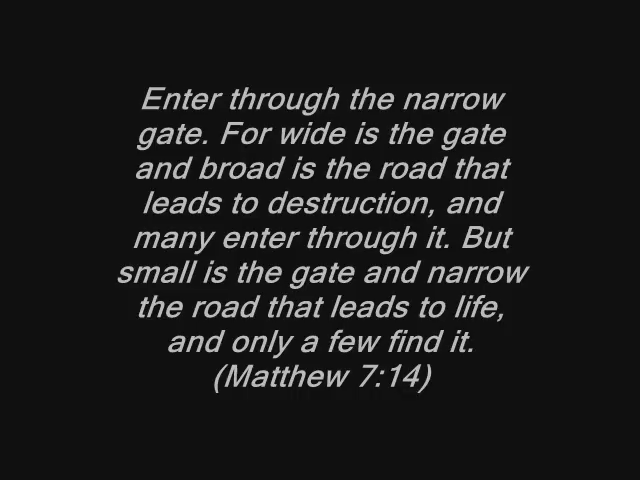 Enter through the narrow
gate. For wide is the gate
and broad is the road that
leads to destruction, and
many enter through it. But
small is the gate and narrow
the road that leads to life,
and only a few find it.
(Matthew 7:14)